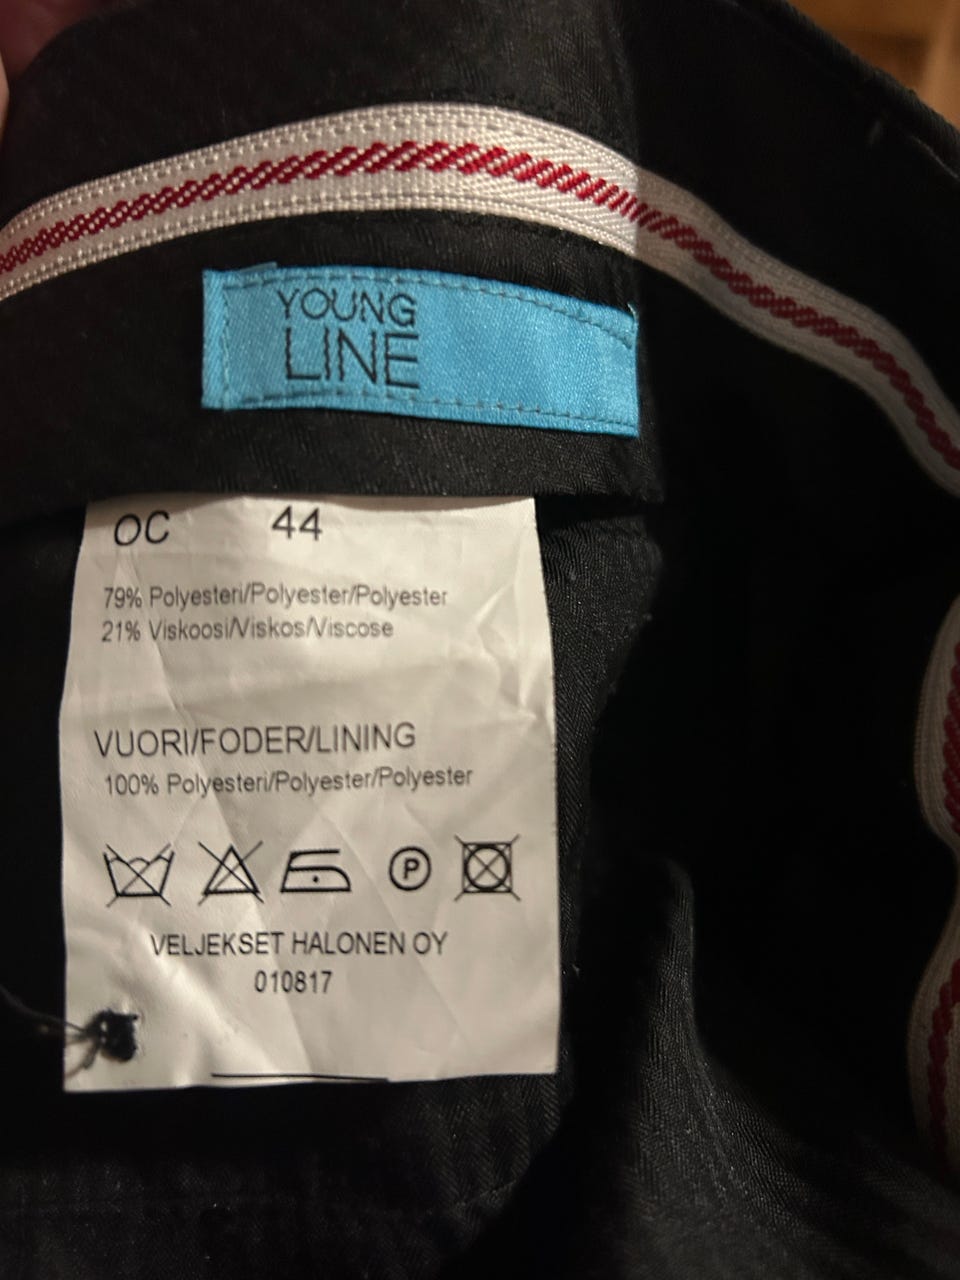 YOUNG
LINE
OC 44
79% Polyesteri/Polyester/Polyester
21% Viskoosi/Viskos/Viscose
VUORI/FODER/LINING
100% Polyesteri/Polyester/Polyester
P
VELJEKSET HALONEN OY
010817